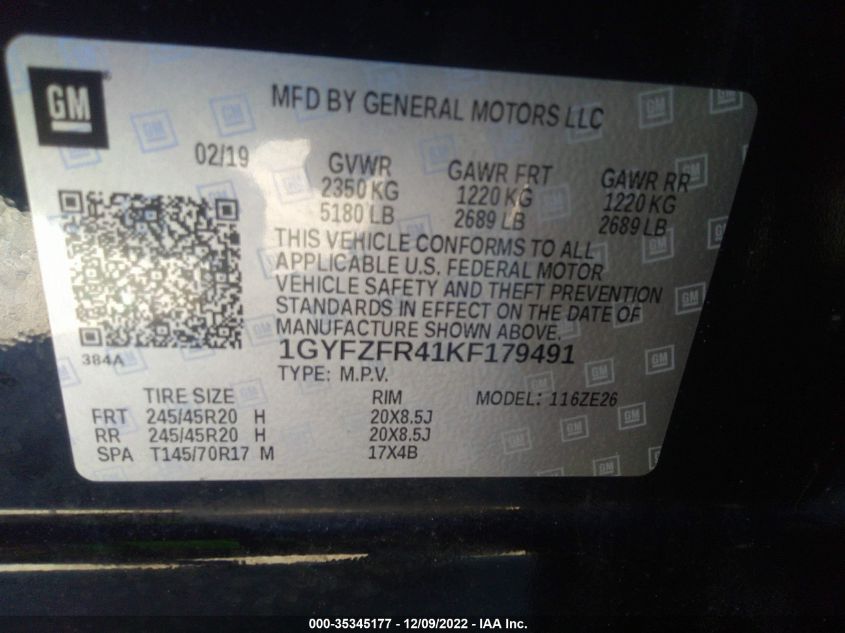 GM
MFD BY GENERAL MOTORS LLC
02/19
GVWR
2350 KG
5180 LB
GAWR FRT
1220 KG
2689 LB
GAWR RR
1220 KG
2689 LB
THIS VEHICLE CONFORMS TO ALL
APPLICABLE U.S. FEDERAL MOTOR
VEHICLE SAFETY AND THEFT PREVENTION
STANDARDS IN EFFECT ON THE DATE OF
MANUFACTURE SHOWN ABOVE.
384A
1GYFZFR41KF179491
TYPE: M.P.V.
TIRE SIZE RIM MODEL: 116ZE26
FRT 245/45R20 H 20X8.5J
RR 245/45R20 H 20X8.5J
SPA T145/70R17 M 17X4B
000-35345177 - 12/09/2022 - IAA Inc.